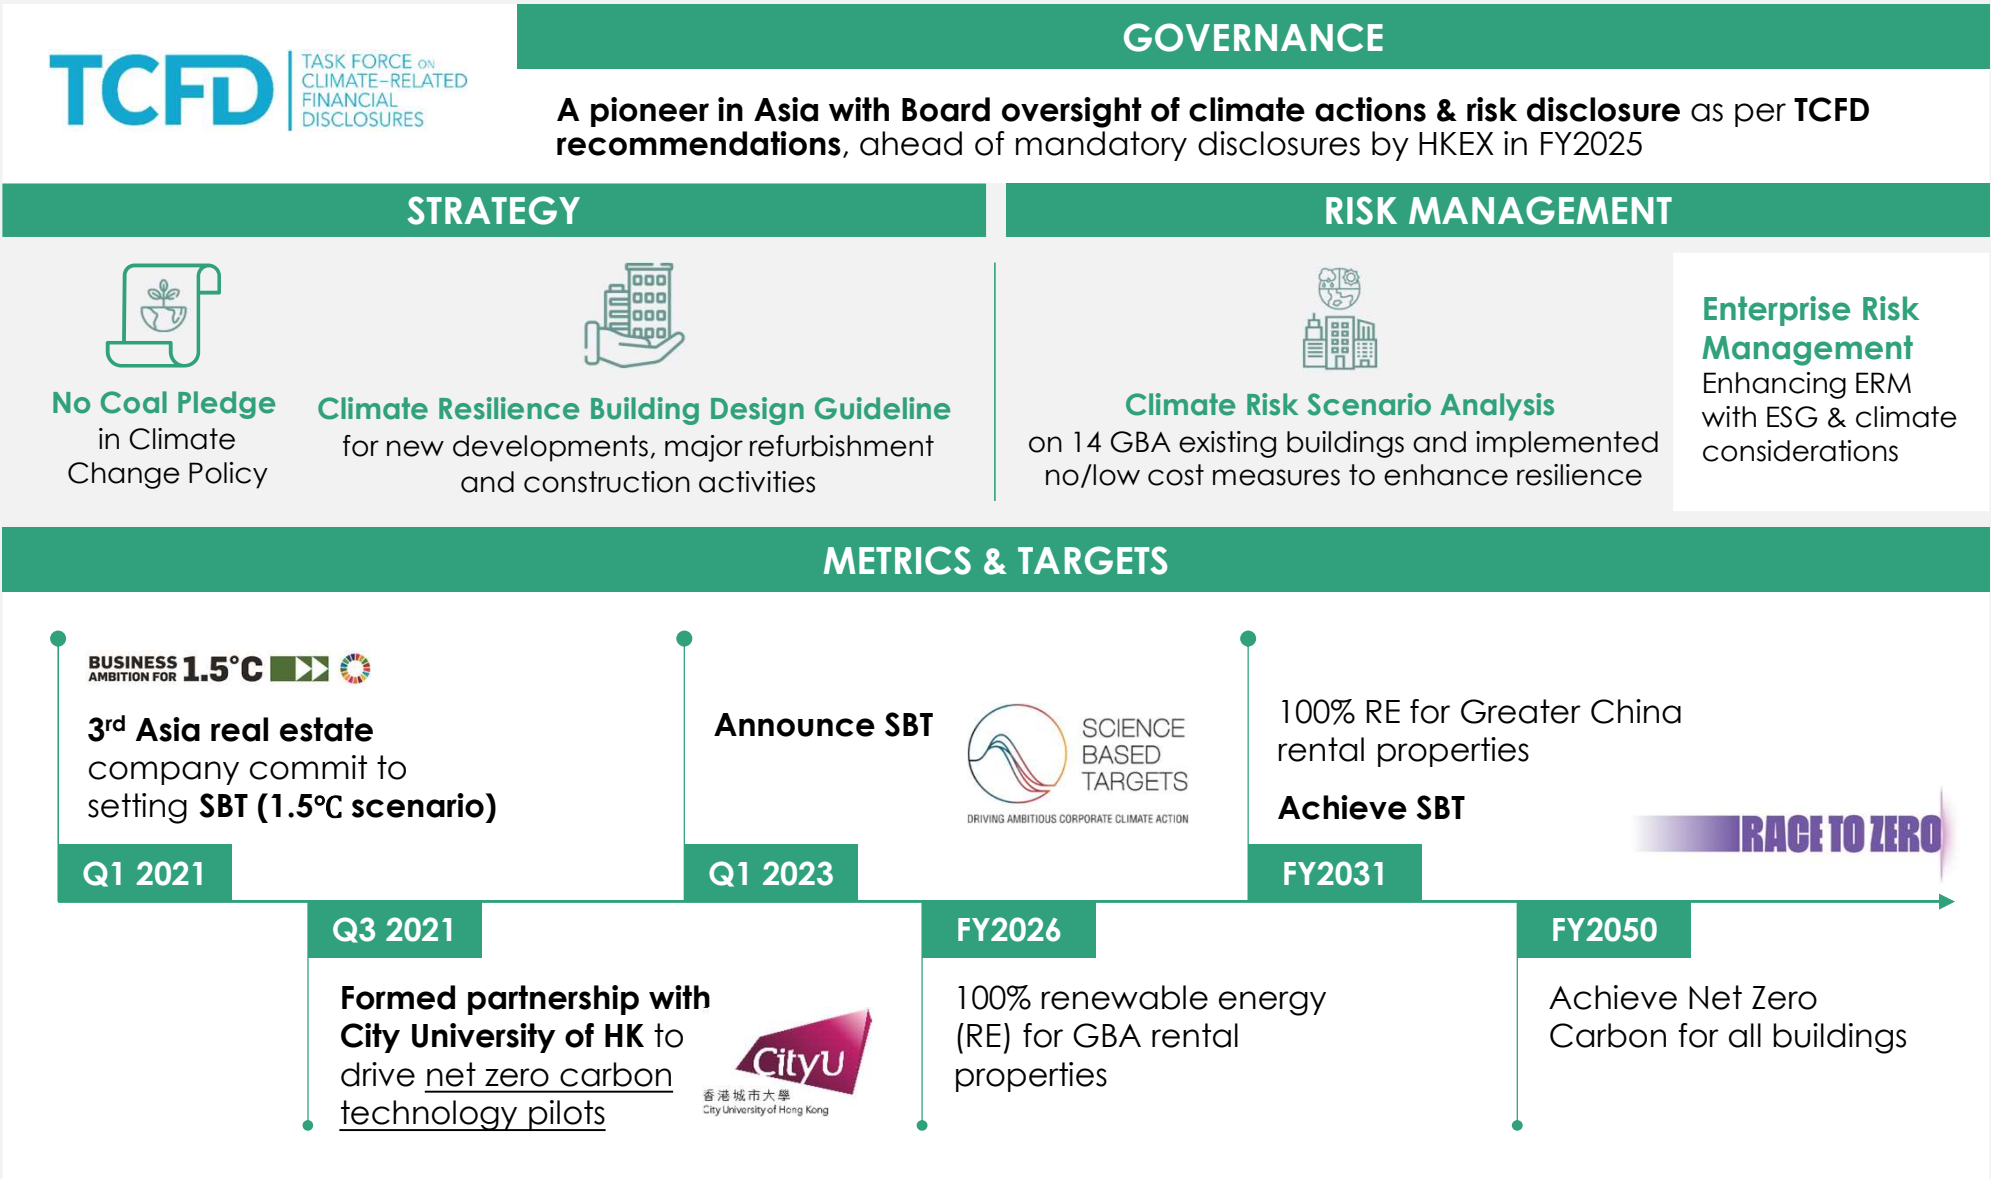 TCFD
TASK FORCE ON
CLIMATE-RELATED
FINANCIAL
DISCLOSURES
GOVERNANCE
A pioneer in Asia with Board oversight of climate actions & risk disclosure as per TCFD
recommendations, ahead of mandatory disclosures by HKEX in FY2025
STRATEGY
No Coal Pledge
in Climate
Change Policy
Climate Resilience Building Design Guideline
for new developments, major refurbishment
and construction activities
RISK MANAGEMENT
Climate Risk Scenario Analysis
on 14 GBA existing buildings and implemented
no/low cost measures to enhance resilience
Enterprise Risk
Management
Enhancing ERM
with ESG & climate
considerations
METRICS & TARGETS
BUSINESS
AMBITION FOR
1.5°C
3rd Asia real estate
company commit to
setting SBT (1.5℃ scenario)
Q1 2021
Q3 2021
Formed partnership with
City University of HK to
drive net zero carbon
technology pilots
CityU
香港城市大學
City University of Hong Kong
Announce SBT
SCIENCE
BASED
TARGETS
DRIVING AMBITIOUS CORPORATE CLIMATE ACTION
Q1 2023
FY2026
100% renewable energy
(RE) for GBA rental
properties
100% RE for Greater China
rental properties
Achieve SBT
FY2031
RACE TO ZERO
FY2050
Achieve Net Zero
Carbon for all buildings